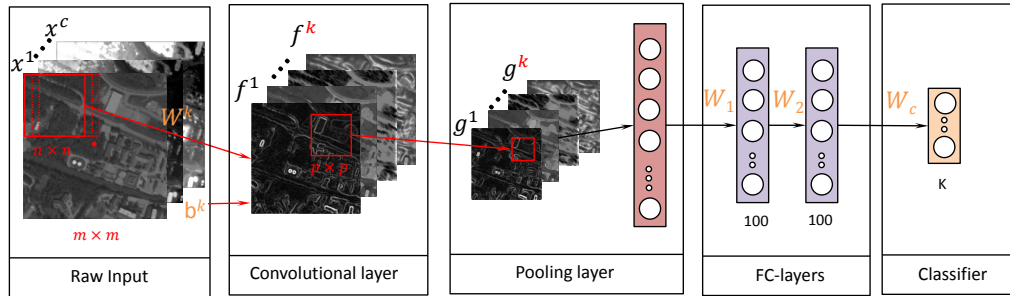 x^1 x^c
n × n
m × m
W^k
b^k
Raw Input
f^1 f^k
p × p
Convolutional layer
g^1 g^k
Pooling layer
W_1 W_2
100 100
FC-layers
W_c
K
Classifier